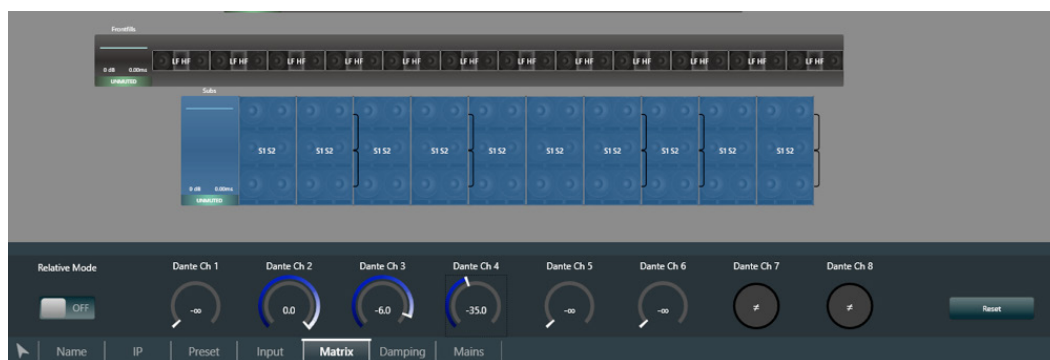 Frontfills
LF HF LF HF LF HF LF HF LF HF LF HF LF HF LF HF LF HF LF HF LF HF LF HF
0 dB 0.00ms
UNMUTED
Subs
S1 S2 S1 S2 S1 S2 S1 S2 S1 S2 S1 S2 S1 S2 S1 S2 S1 S2 S1 S2
0 dB 0.00ms
UNMUTED
Relative Mode Dante Ch 1 Dante Ch 2 Dante Ch 3 Dante Ch 4 Dante Ch 5 Dante Ch 6 Dante Ch 7 Dante Ch 8
OFF -∞ 0.0 -6.0 -35.0 -∞ -∞ ≠ ≠ Reset
Name IP Preset Input Matrix Damping Mains